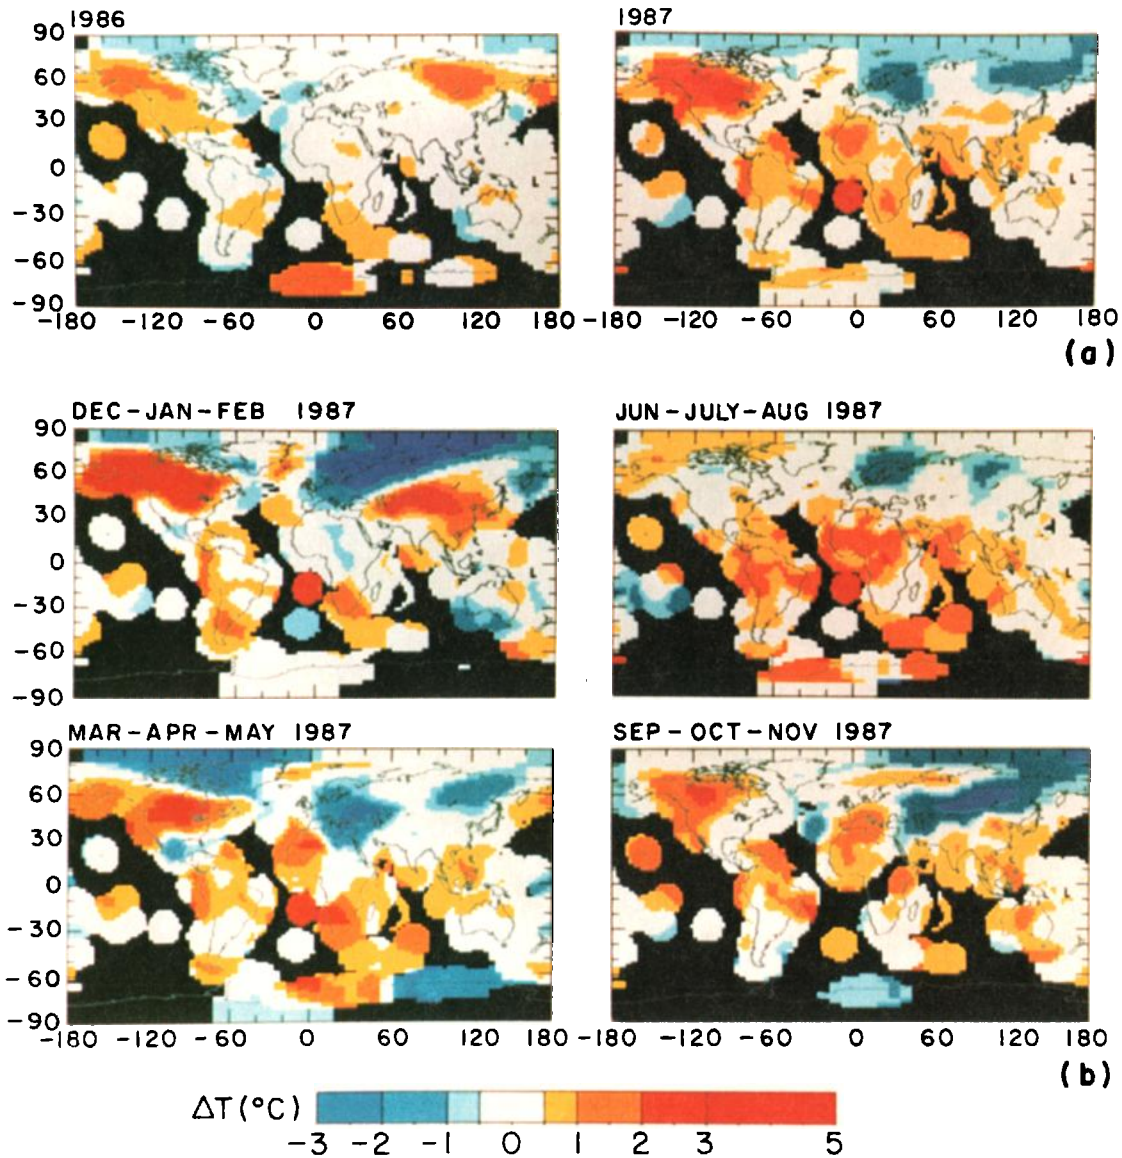 1986
1987
90
60
30
0
-30
-60
-90
-180 -120 -60 0 60 120 180
-180 -120 -60 0 60 120 180
L
L
(a)
DEC-JAN-FEB 1987
JUN-JULY-AUG 1987
90
60
30
0
-30
-60
-90
L
L
MAR-APR-MAY 1987
SEP-OCT-NOV 1987
90
60
30
0
-30
-60
-90
L
L
-180 -120 -60 0 60 120 180
-180 -120 -60 0 60 120 180
(b)
ΔT(°C)
-3 -2 -1 0 1 2 3 5